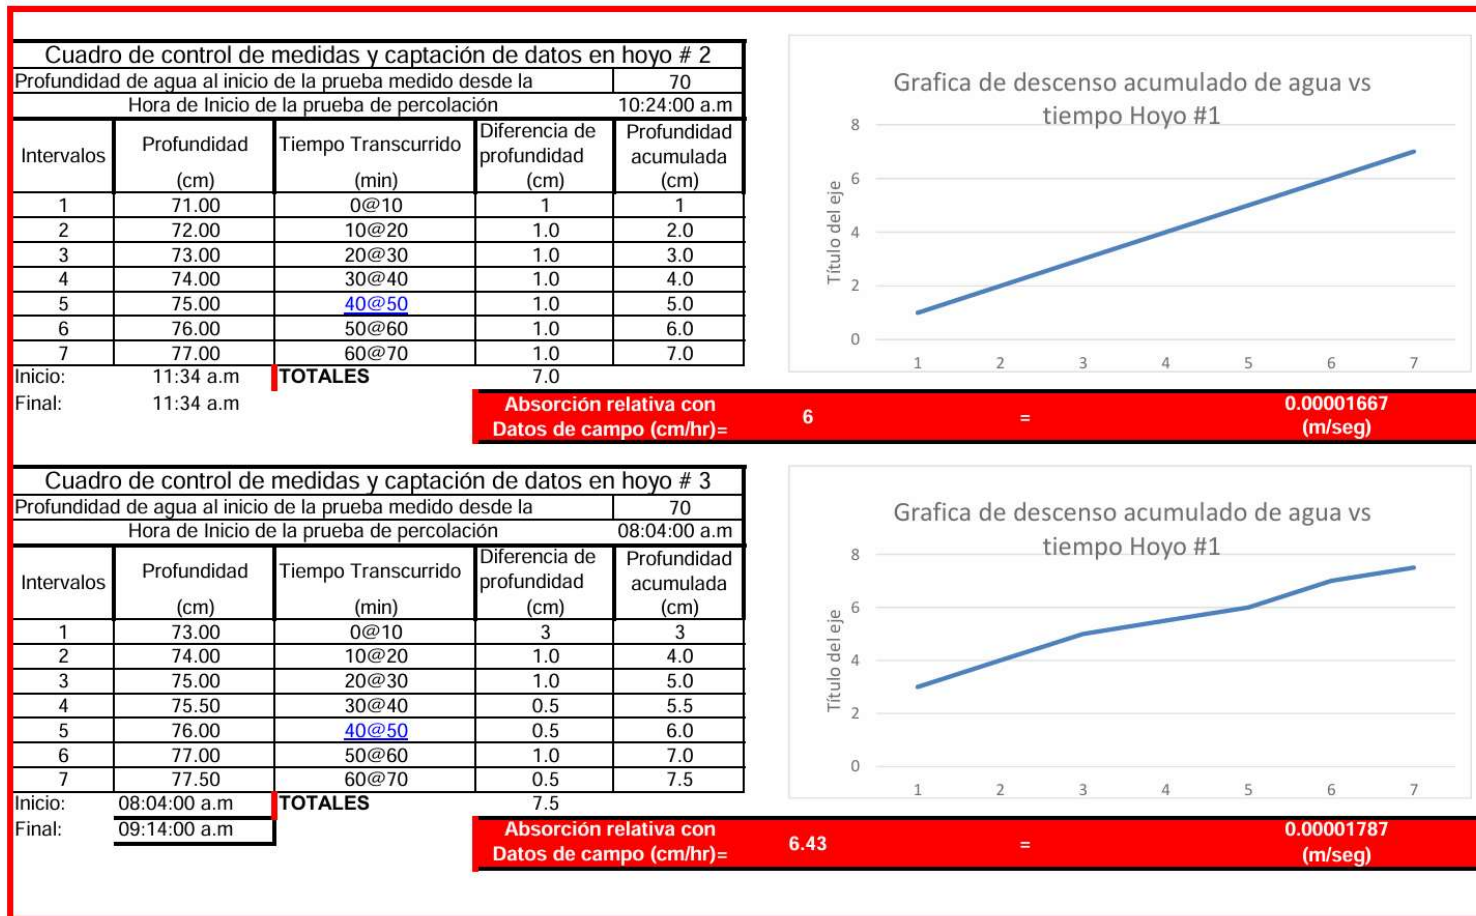 Cuadro de control de medidas y captación de datos en hoyo # 2
Profundidad de agua al inicio de la prueba medido desde la 70
Hora de Inicio de la prueba de percolación 10:24:00 a.m
Intervalos Profundidad (cm) Tiempo Transcurrido (min) Diferencia de profundidad (cm) Profundidad acumulada (cm)
1 71.00 0@10 1 1
2 72.00 10@20 1.0 2.0
3 73.00 20@30 1.0 3.0
4 74.00 30@40 1.0 4.0
5 75.00 40@50 1.0 5.0
6 76.00 50@60 1.0 6.0
7 77.00 60@70 1.0 7.0
Inicio: 11:34 a.m TOTALES 7.0
Final: 11:34 a.m
Grafica de descenso acumulado de agua vs
tiempo Hoyo #1
Título del eje
8
6
4
2
0
1 2 3 4 5 6 7
Absorción relativa con
Datos de campo (cm/hr)= 6 = 0.00001667
(m/seg)
Cuadro de control de medidas y captación de datos en hoyo # 3
Profundidad de agua al inicio de la prueba medido desde la 70
Hora de Inicio de la prueba de percolación 08:04:00 a.m
Intervalos Profundidad (cm) Tiempo Transcurrido (min) Diferencia de profundidad (cm) Profundidad acumulada (cm)
1 73.00 0@10 3 3
2 74.00 10@20 1.0 4.0
3 75.00 20@30 1.0 5.0
4 75.50 30@40 0.5 5.5
5 76.00 40@50 0.5 6.0
6 77.00 50@60 1.0 7.0
7 77.50 60@70 0.5 7.5
Inicio: 08:04:00 a.m TOTALES 7.5
Final: 09:14:00 a.m
Grafica de descenso acumulado de agua vs
tiempo Hoyo #1
Título del eje
8
6
4
2
0
1 2 3 4 5 6 7
Absorción relativa con
Datos de campo (cm/hr)= 6.43 = 0.00001787
(m/seg)